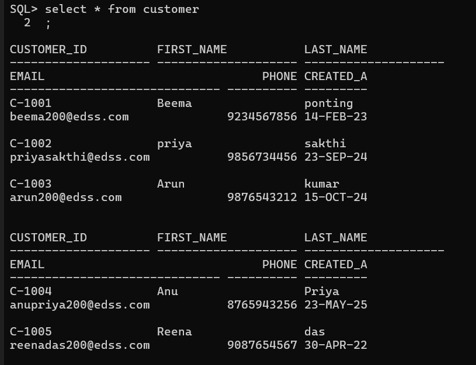 SQL> select * from customer
  2  ;

CUSTOMER_ID          FIRST_NAME           LAST_NAME
-------------------- -------------------- --------------------
EMAIL                               PHONE CREATED_A
------------------------------ ---------- ---------
C-1001               Beema                ponting
beema200@edss.com              9234567856 14-FEB-23

C-1002               priya                sakthi
priyasakthi@edss.com           9856734456 23-SEP-24

C-1003               Arun                 kumar
arun200@edss.com               9876543212 15-OCT-24


CUSTOMER_ID          FIRST_NAME           LAST_NAME
-------------------- -------------------- --------------------
EMAIL                               PHONE CREATED_A
------------------------------ ---------- ---------
C-1004               Anu                  Priya
anupriya200@edss.com           8765943256 23-MAY-25

C-1005               Reena                das
reenadas200@edss.com           9087654567 30-APR-22